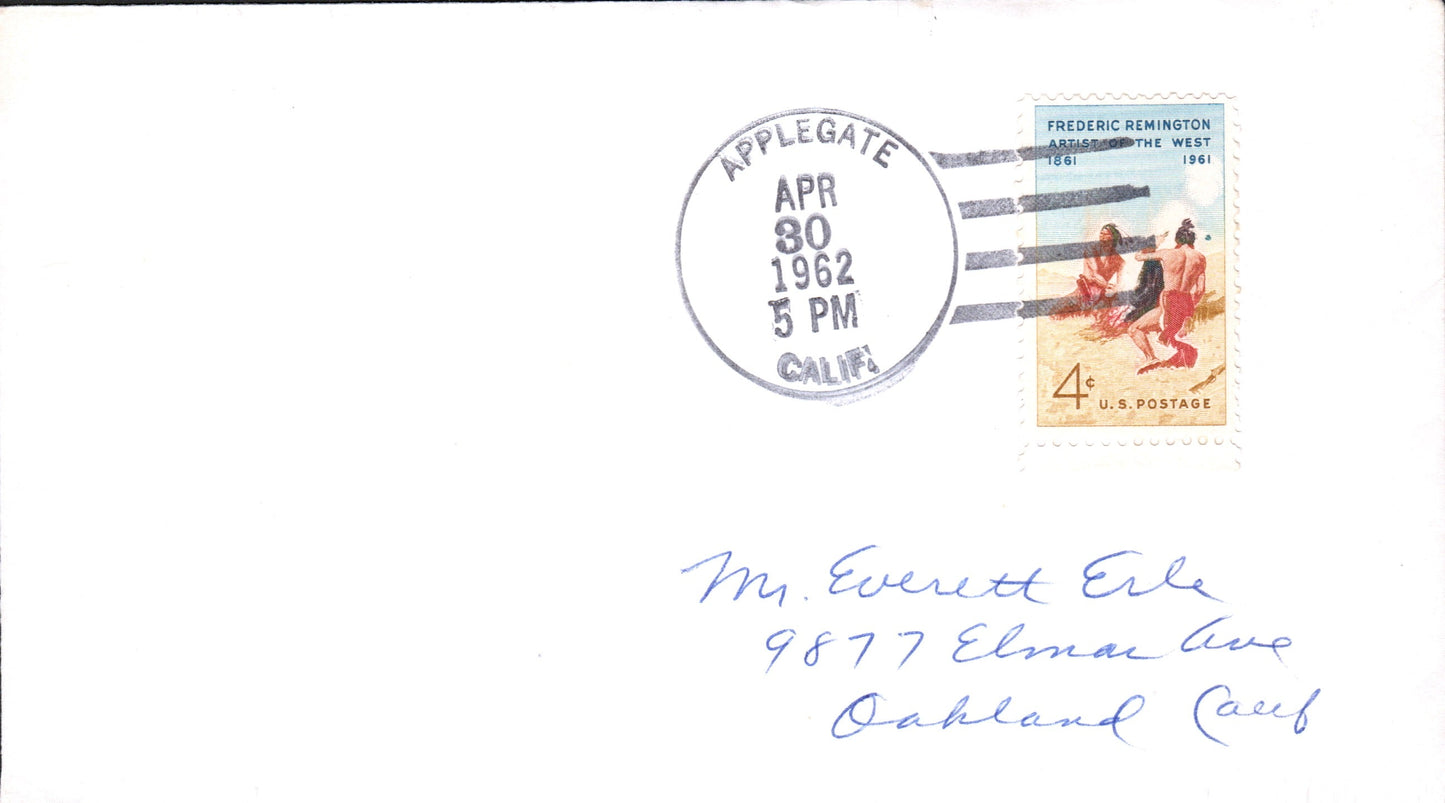 APPLEGATE
APR
30
1962
5 PM
CALIF.
FREDERIC REMINGTON
ARTIST OF THE WEST
1861 1961
4¢ U.S. POSTAGE
Mr. Everett Erle
9877 Elmar Ave
Oakland Calif